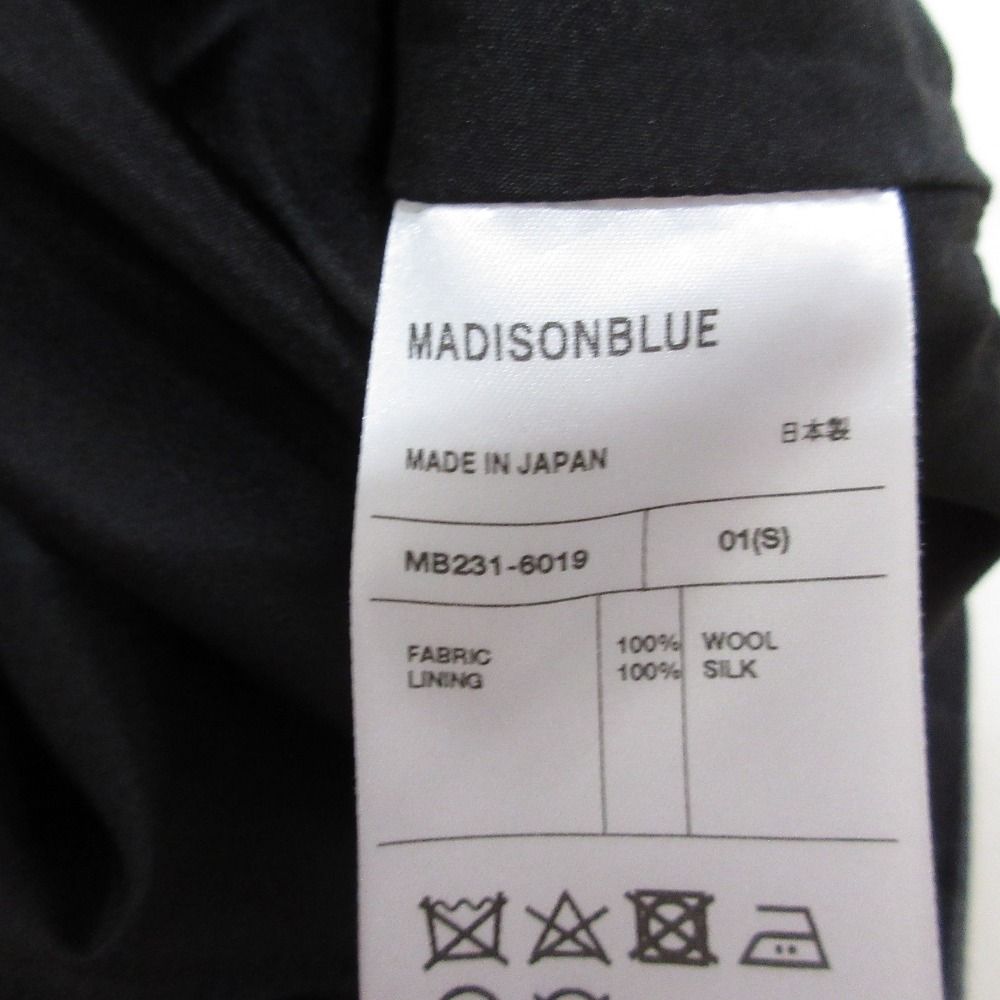 MADISONBLUE
日本製
MADE IN JAPAN
MB231-6019 01(S)
FABRIC 100% WOOL
LINING 100% SILK